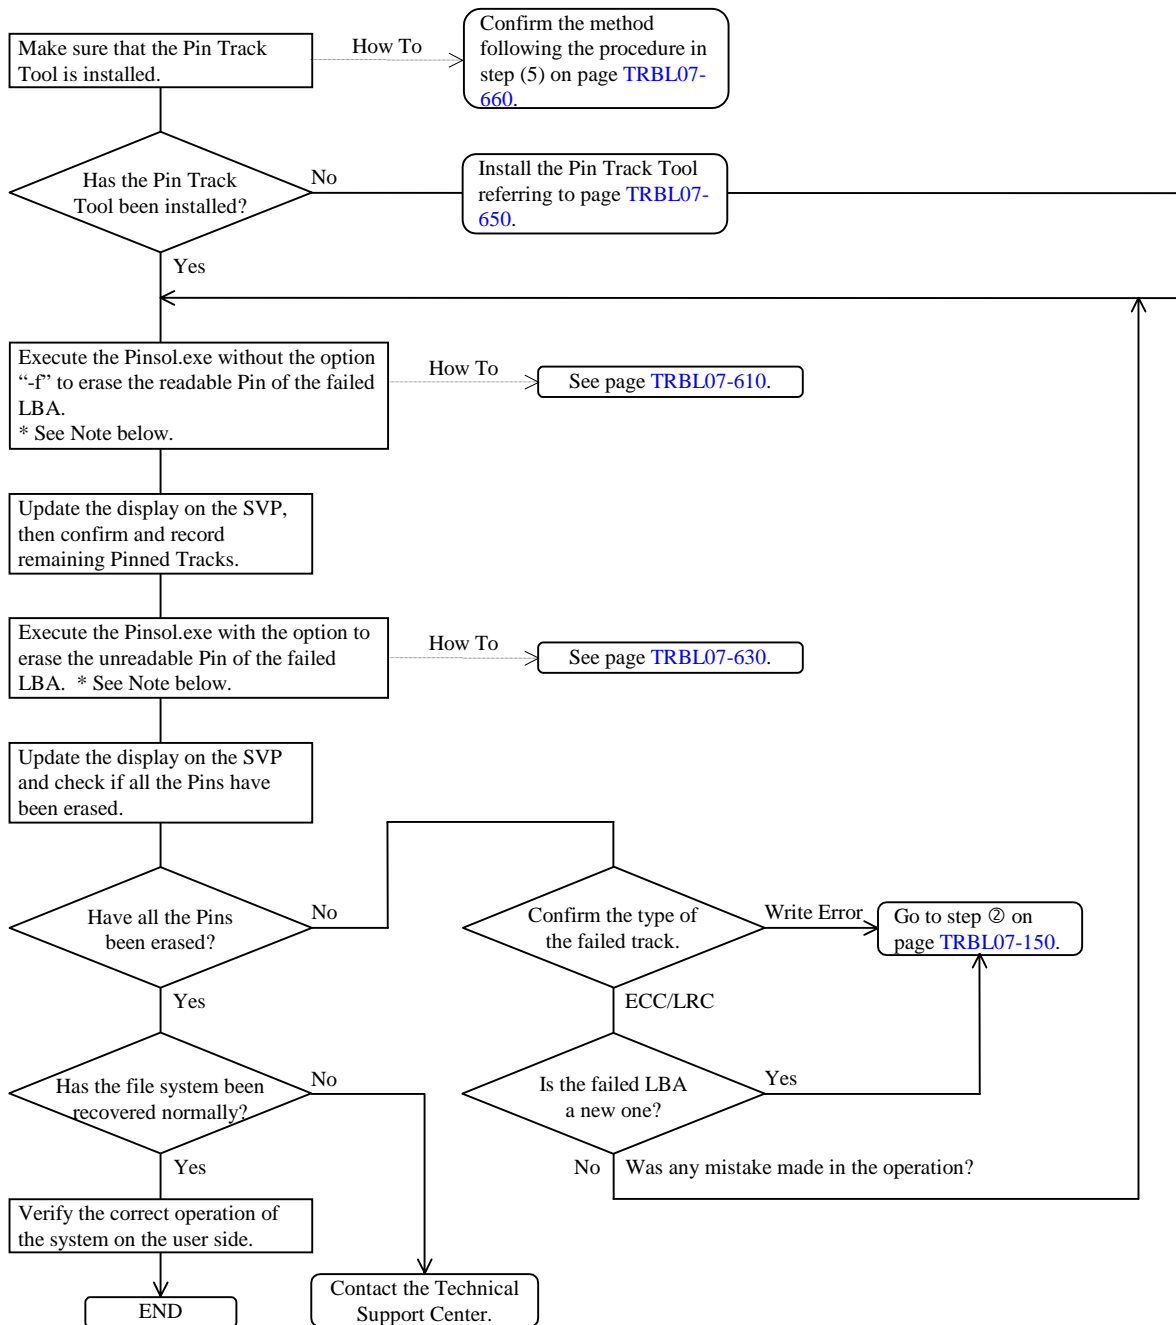 Make sure that the Pin Track
Tool is installed.
How To
Confirm the method
following the procedure in
step (5) on page TRBL07-
660.
Has the Pin Track
Tool been installed?
No
Install the Pin Track Tool
referring to page TRBL07-
650.
Yes
Execute the Pinsol.exe without the option
“-f” to erase the readable Pin of the failed
LBA.
* See Note below.
How To
See page TRBL07-610.
Update the display on the SVP,
then confirm and record
remaining Pinned Tracks.
Execute the Pinsol.exe with the option to
erase the unreadable Pin of the failed
LBA. * See Note below.
How To
See page TRBL07-630.
Update the display on the SVP
and check if all the Pins have
been erased.
Have all the Pins
been erased?
No
Confirm the type of
the failed track.
Write Error
Go to step ② on
page TRBL07-150.
Yes
ECC/LRC
Has the file system been
recovered normally?
No
Is the failed LBA
a new one?
Yes
Yes
No
Was any mistake made in the operation?
Verify the correct operation of
the system on the user side.
Contact the Technical
Support Center.
END